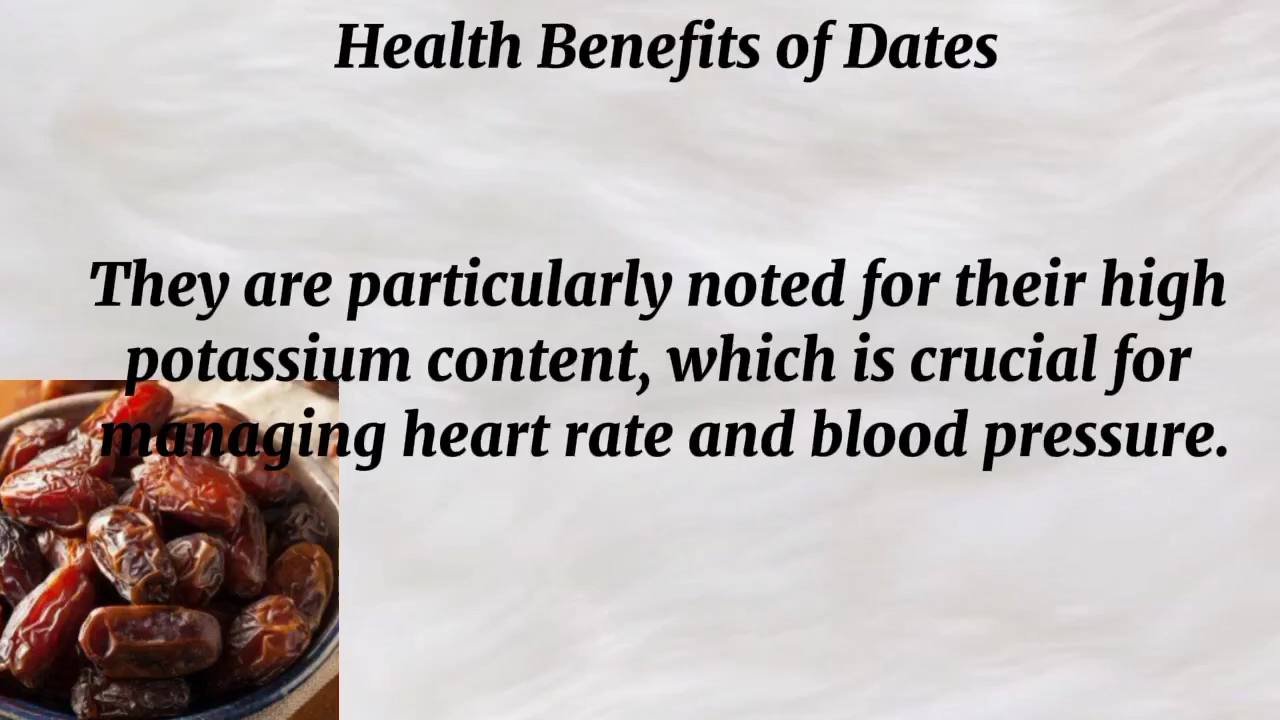 Health Benefits of Dates
They are particularly noted for their high
potassium content, which is crucial for
managing heart rate and blood pressure.